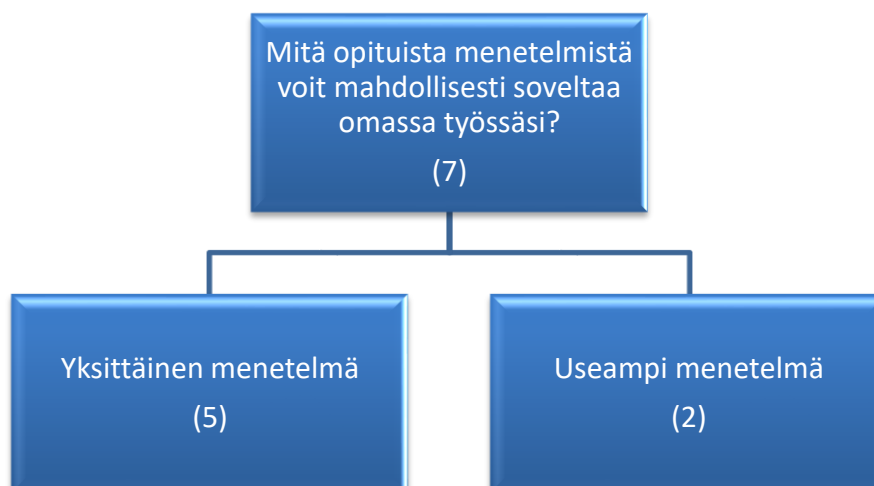 Mitä opituista menetelmistä
voit mahdollisesti soveltaa
omassa työssäsi?
(7)
Yksittäinen menetelmä
(5)
Useampi menetelmä
(2)